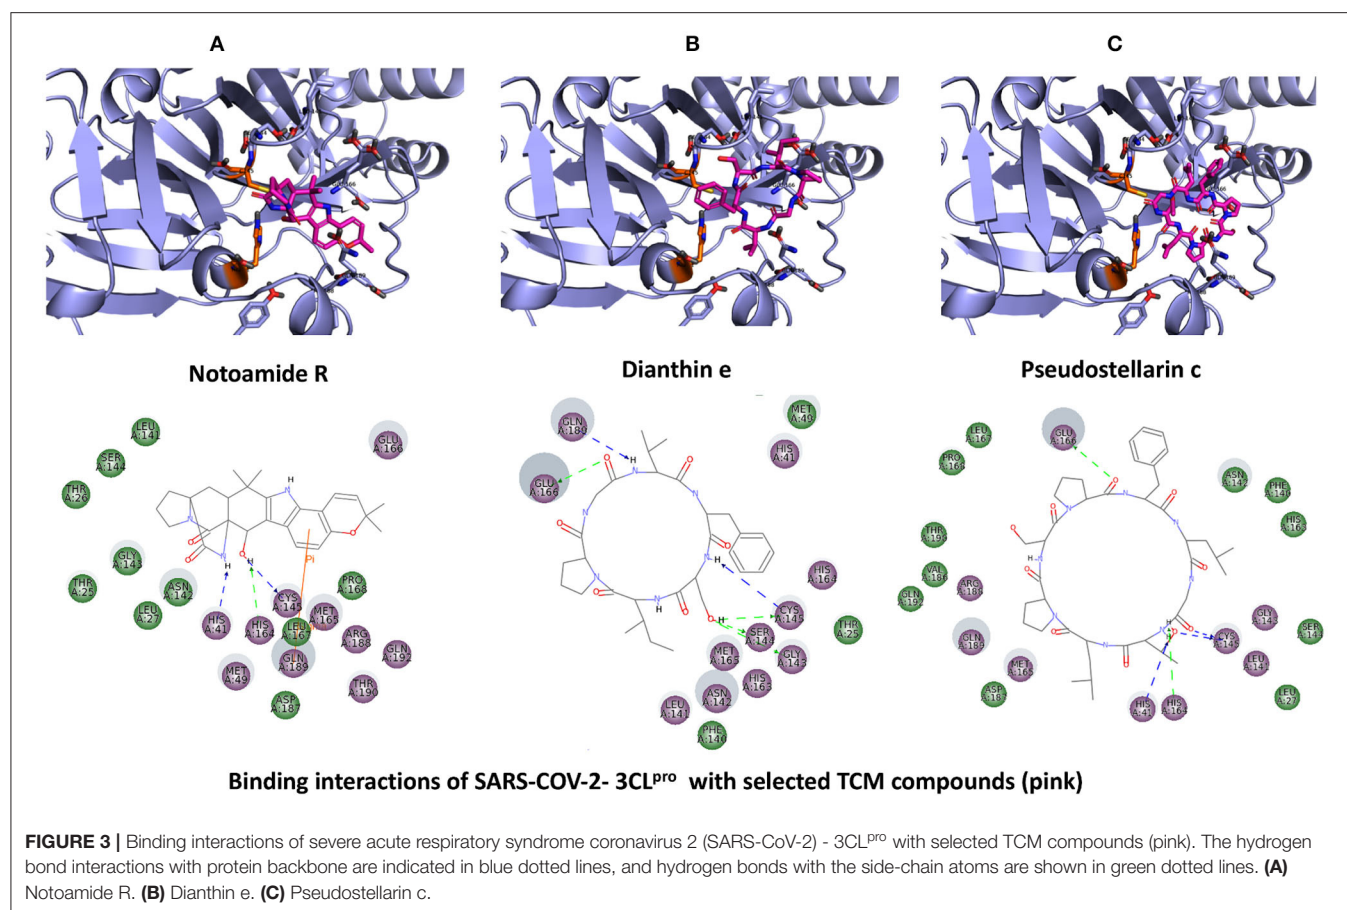 A
B
C
Notoamide R
Dianthin e
Pseudostellarin c
LEU
A:141
SER
A:144
THR
A:26
GLY
A:143
THR
A:25
ASN
A:142
LEU
A:27
HIS
A:41
HIS
A:164
CYS
A:145
MET
A:165
PRO
A:168
LEU
A:167
ARG
A:188
GLN
A:192
GLN
A:189
THR
A:190
MET
A:49
ASP
A:187
GLU
A:166
Pi
H
N
H
O
O
O
N
N
H
O
H
GLN
A:189
GLU
A:166
MET
A:49
HIS
A:41
HIS
A:164
CYS
A:145
THR
A:25
SER
A:144
GLY
A:143
MET
A:165
HIS
A:163
ASN
A:142
LEU
A:141
PHE
A:140
LEU
A:167
PRO
A:168
GLU
A:166
ASN
A:142
PHE
A:140
HIS
A:163
THR
A:190
VAL
A:186
GLN
A:192
ARG
A:188
GLN
A:189
MET
A:165
ASP
A:187
GLY
A:143
SER
A:144
CYS
A:145
LEU
A:141
LEU
A:27
HIS
A:41
HIS
A:164
Binding interactions of SARS-COV-2- 3CLpro with selected TCM compounds (pink)
FIGURE 3 | Binding interactions of severe acute respiratory syndrome coronavirus 2 (SARS-CoV-2) - 3CLpro with selected TCM compounds (pink). The hydrogen
bond interactions with protein backbone are indicated in blue dotted lines, and hydrogen bonds with the side-chain atoms are shown in green dotted lines. (A)
Notoamide R. (B) Dianthin e. (C) Pseudostellarin c.